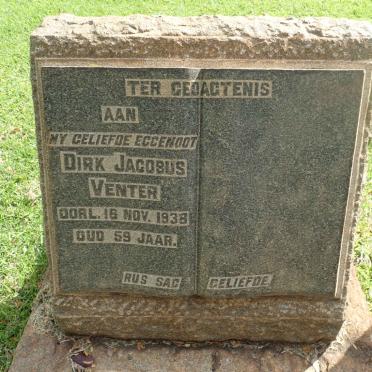 TER GEDAGTENIS
AAN
MY GELIEFDE EGGENOOT
DIRK JACOBUS
VENTER
OORL. 16 NOV. 1938
OUD 59 JAAR.
RUS SAG GELIEFDE